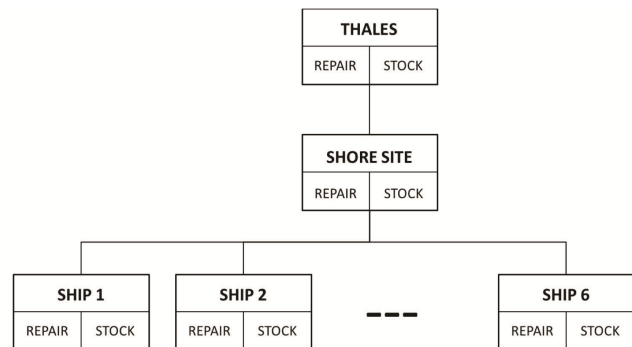 THALES
REPAIR STOCK
SHORE SITE
REPAIR STOCK
SHIP 1 SHIP 2 SHIP 6
REPAIR STOCK REPAIR STOCK REPAIR STOCK